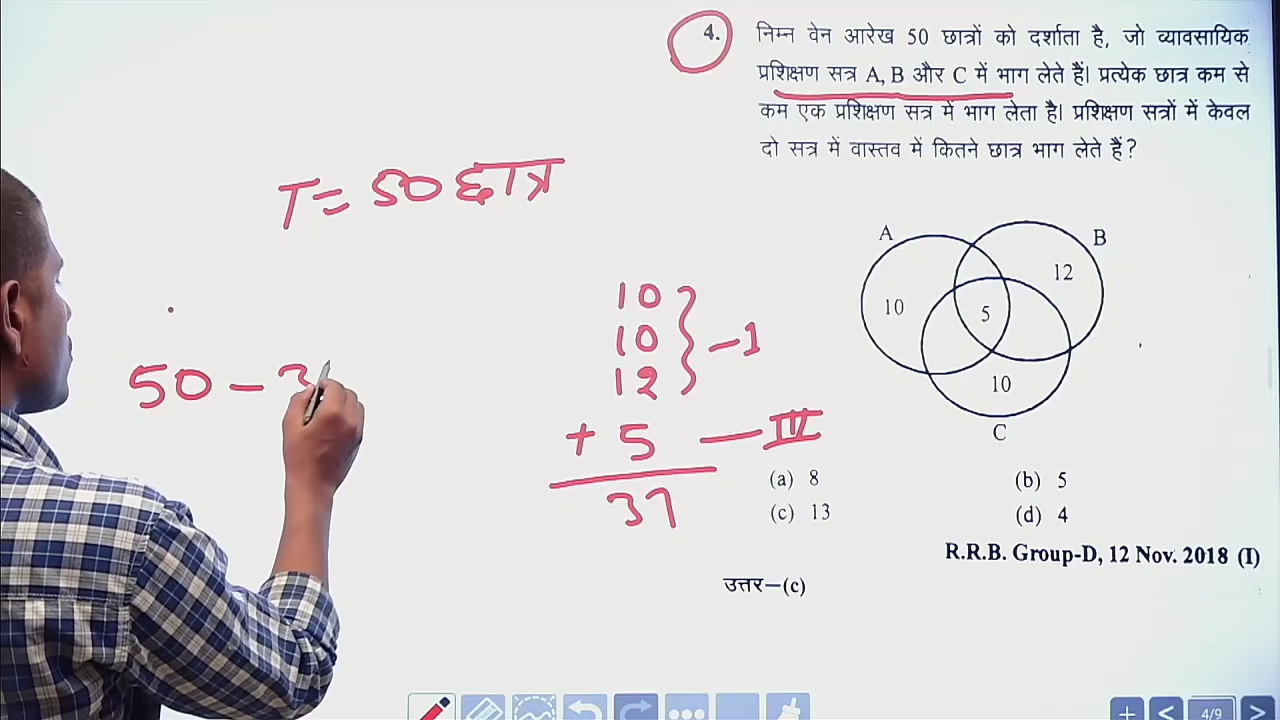 4. निम्न वेन आरेख 50 छात्रों को दर्शाता है, जो व्यावसायिक
प्रशिक्षण सत्र A, B और C में भाग लेते हैं। प्रत्येक छात्र कम से
कम एक प्रशिक्षण सत्र में भाग लेता है। प्रशिक्षण सत्रों में केवल
दो सत्र में वास्तव में कितने छात्र भाग लेते हैं?
T = 50 छात्र
A
B
12
10
5
10
C
10
10
12
} - 1
+ 5 — III
37
50 - 3
(a) 8
(b) 5
(c) 13
(d) 4
R.R.B. Group-D, 12 Nov. 2018 (I)
उत्तर–(c)
4/9